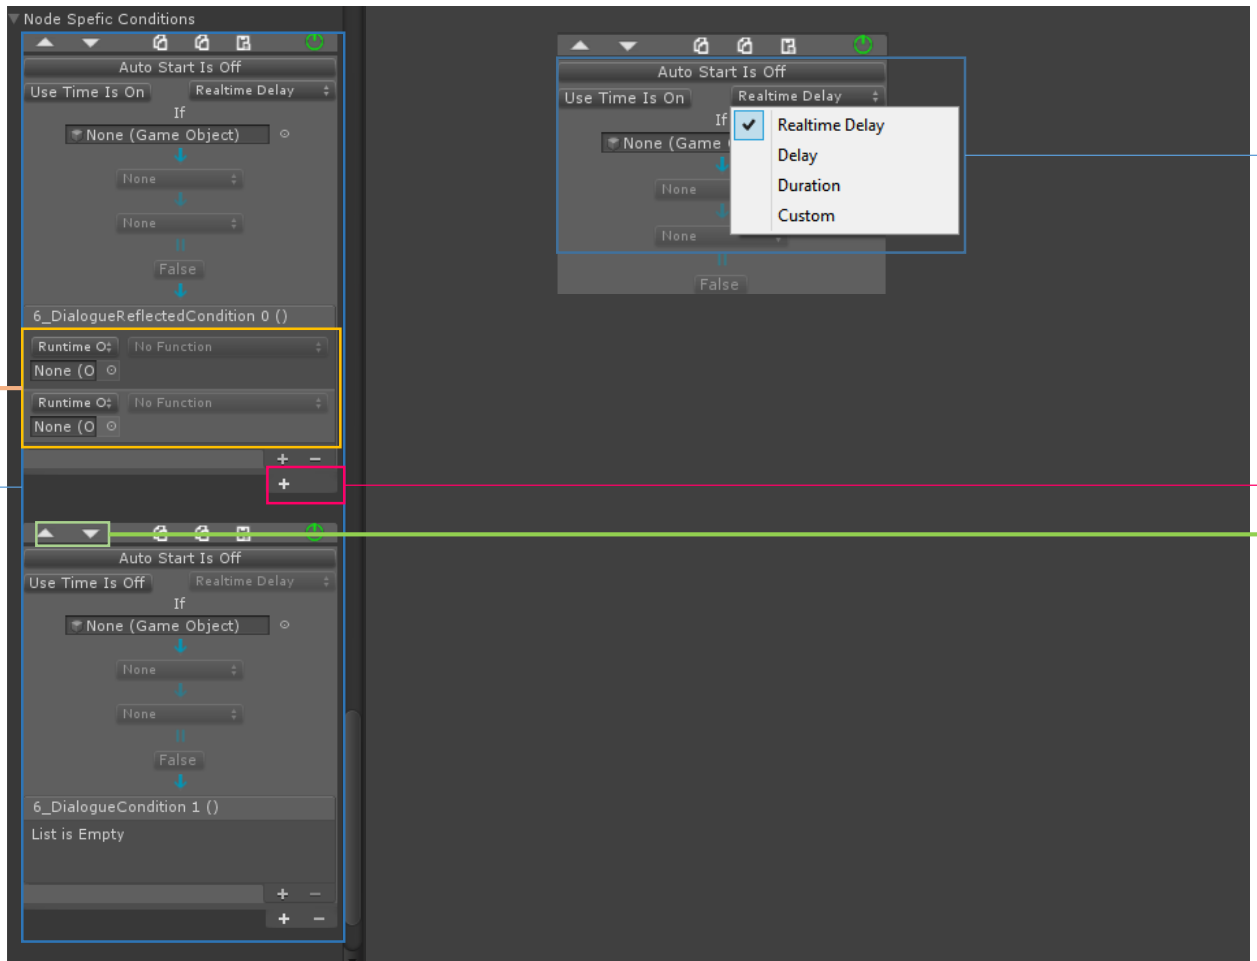 Node Spefic Conditions
Auto Start Is Off
Use Time Is On
Realtime Delay
If
None (Game Object)
None
None
False
6_DialogueReflectedCondition 0 ()
Runtime O
No Function
None (O
Runtime O
No Function
None (O
+ −
+
Auto Start Is Off
Use Time Is Off
Realtime Delay
If
None (Game Object)
None
None
False
6_DialogueCondition 1 ()
List is Empty
+ −
+ −
Auto Start Is Off
Use Time Is On
Realtime Delay
If
None (Game
None
None
False
Realtime Delay
Delay
Duration
Custom